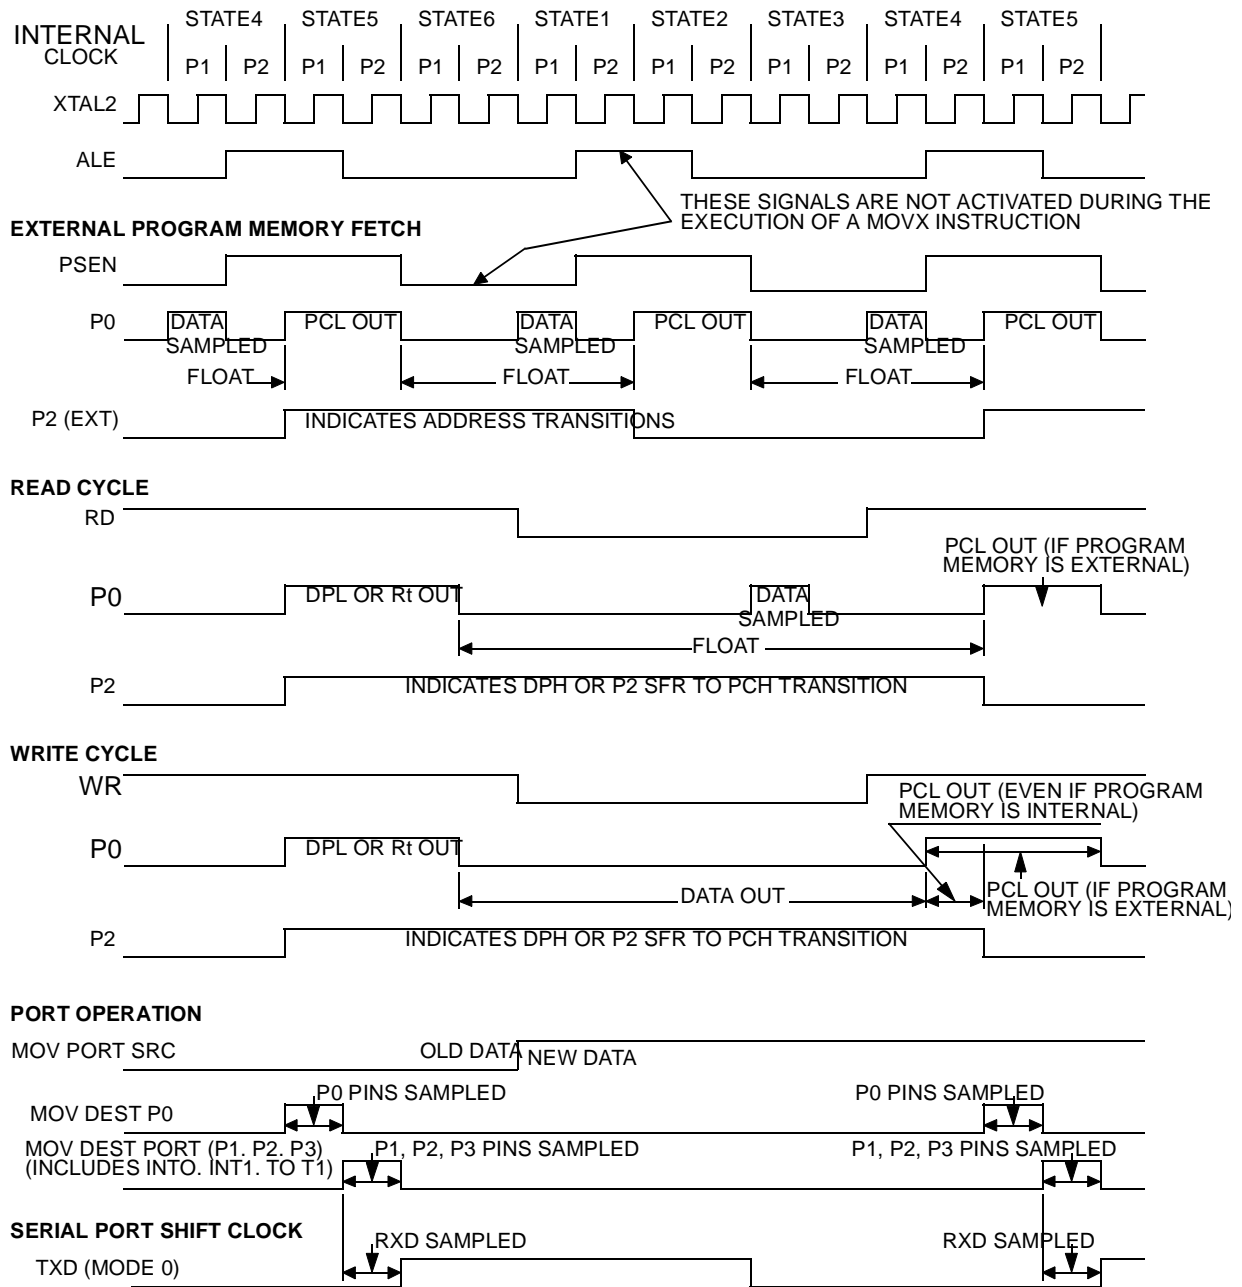 INTERNAL
CLOCK
STATE4 STATE5 STATE6 STATE1 STATE2 STATE3 STATE4 STATE5
P1 P2 P1 P2 P1 P2 P1 P2 P1 P2 P1 P2 P1 P2 P1 P2
XTAL2
ALE
THESE SIGNALS ARE NOT ACTIVATED DURING THE
EXECUTION OF A MOVX INSTRUCTION
EXTERNAL PROGRAM MEMORY FETCH
PSEN
P0 DATA PCL OUT DATA PCL OUT DATA PCL OUT
SAMPLED SAMPLED SAMPLED
FLOAT FLOAT FLOAT
P2 (EXT) INDICATES ADDRESS TRANSITIONS
READ CYCLE
RD
PCL OUT (IF PROGRAM
MEMORY IS EXTERNAL)
P0 DPL OR Rt OUT DATA
SAMPLED
FLOAT
P2 INDICATES DPH OR P2 SFR TO PCH TRANSITION
WRITE CYCLE
WR
PCL OUT (EVEN IF PROGRAM
MEMORY IS INTERNAL)
P0 DPL OR Rt OUT
DATA OUT
PCL OUT (IF PROGRAM
MEMORY IS EXTERNAL)
P2 INDICATES DPH OR P2 SFR TO PCH TRANSITION
PORT OPERATION
MOV PORT SRC OLD DATA NEW DATA
P0 PINS SAMPLED P0 PINS SAMPLED
MOV DEST P0
MOV DEST PORT (P1. P2. P3) P1, P2, P3 PINS SAMPLED P1, P2, P3 PINS SAMPLED
(INCLUDES INTO. INT1. TO T1)
SERIAL PORT SHIFT CLOCK
RXD SAMPLED RXD SAMPLED
TXD (MODE 0)